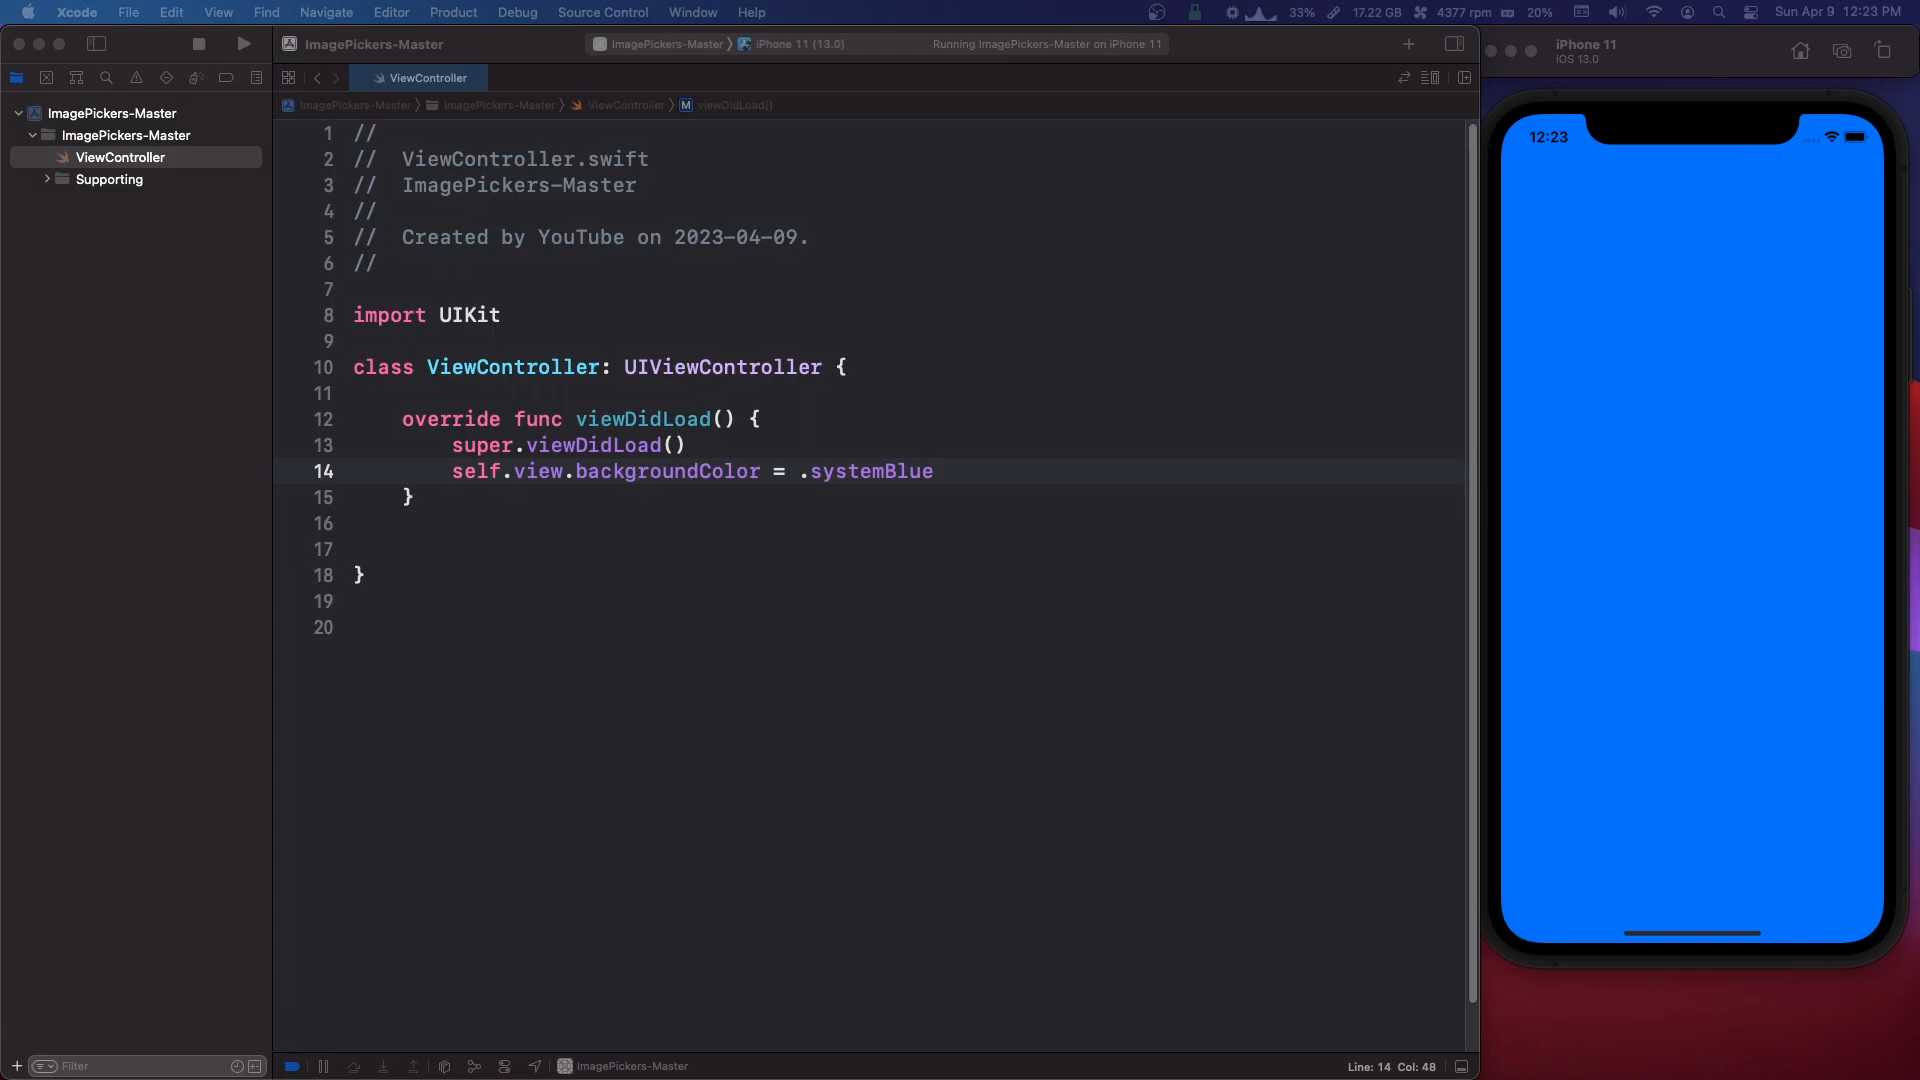 Xcode File Edit View Find Navigate Editor Product Debug Source Control Window Help 33% 17.22 GB 4377 rpm 20% Sun Apr 9 12:23 PM
ImagePickers-Master ImagePickers-Master iPhone 11 (13.0) Running ImagePickers-Master on iPhone 11
iPhone 11
iOS 13.0
ViewController
ImagePickers-Master ImagePickers-Master ViewController M viewDidLoad()
ImagePickers-Master
ImagePickers-Master
ViewController
Supporting
1 //
2 // ViewController.swift
3 // ImagePickers-Master
4 //
5 // Created by YouTube on 2023-04-09.
6 //
7
8 import UIKit
9
10 class ViewController: UIViewController {
11
12 override func viewDidLoad() {
13 super.viewDidLoad()
14 self.view.backgroundColor = .systemBlue
15 }
16
17
18 }
19
20
12:23
Filter
ImagePickers-Master
Line: 14 Col: 48